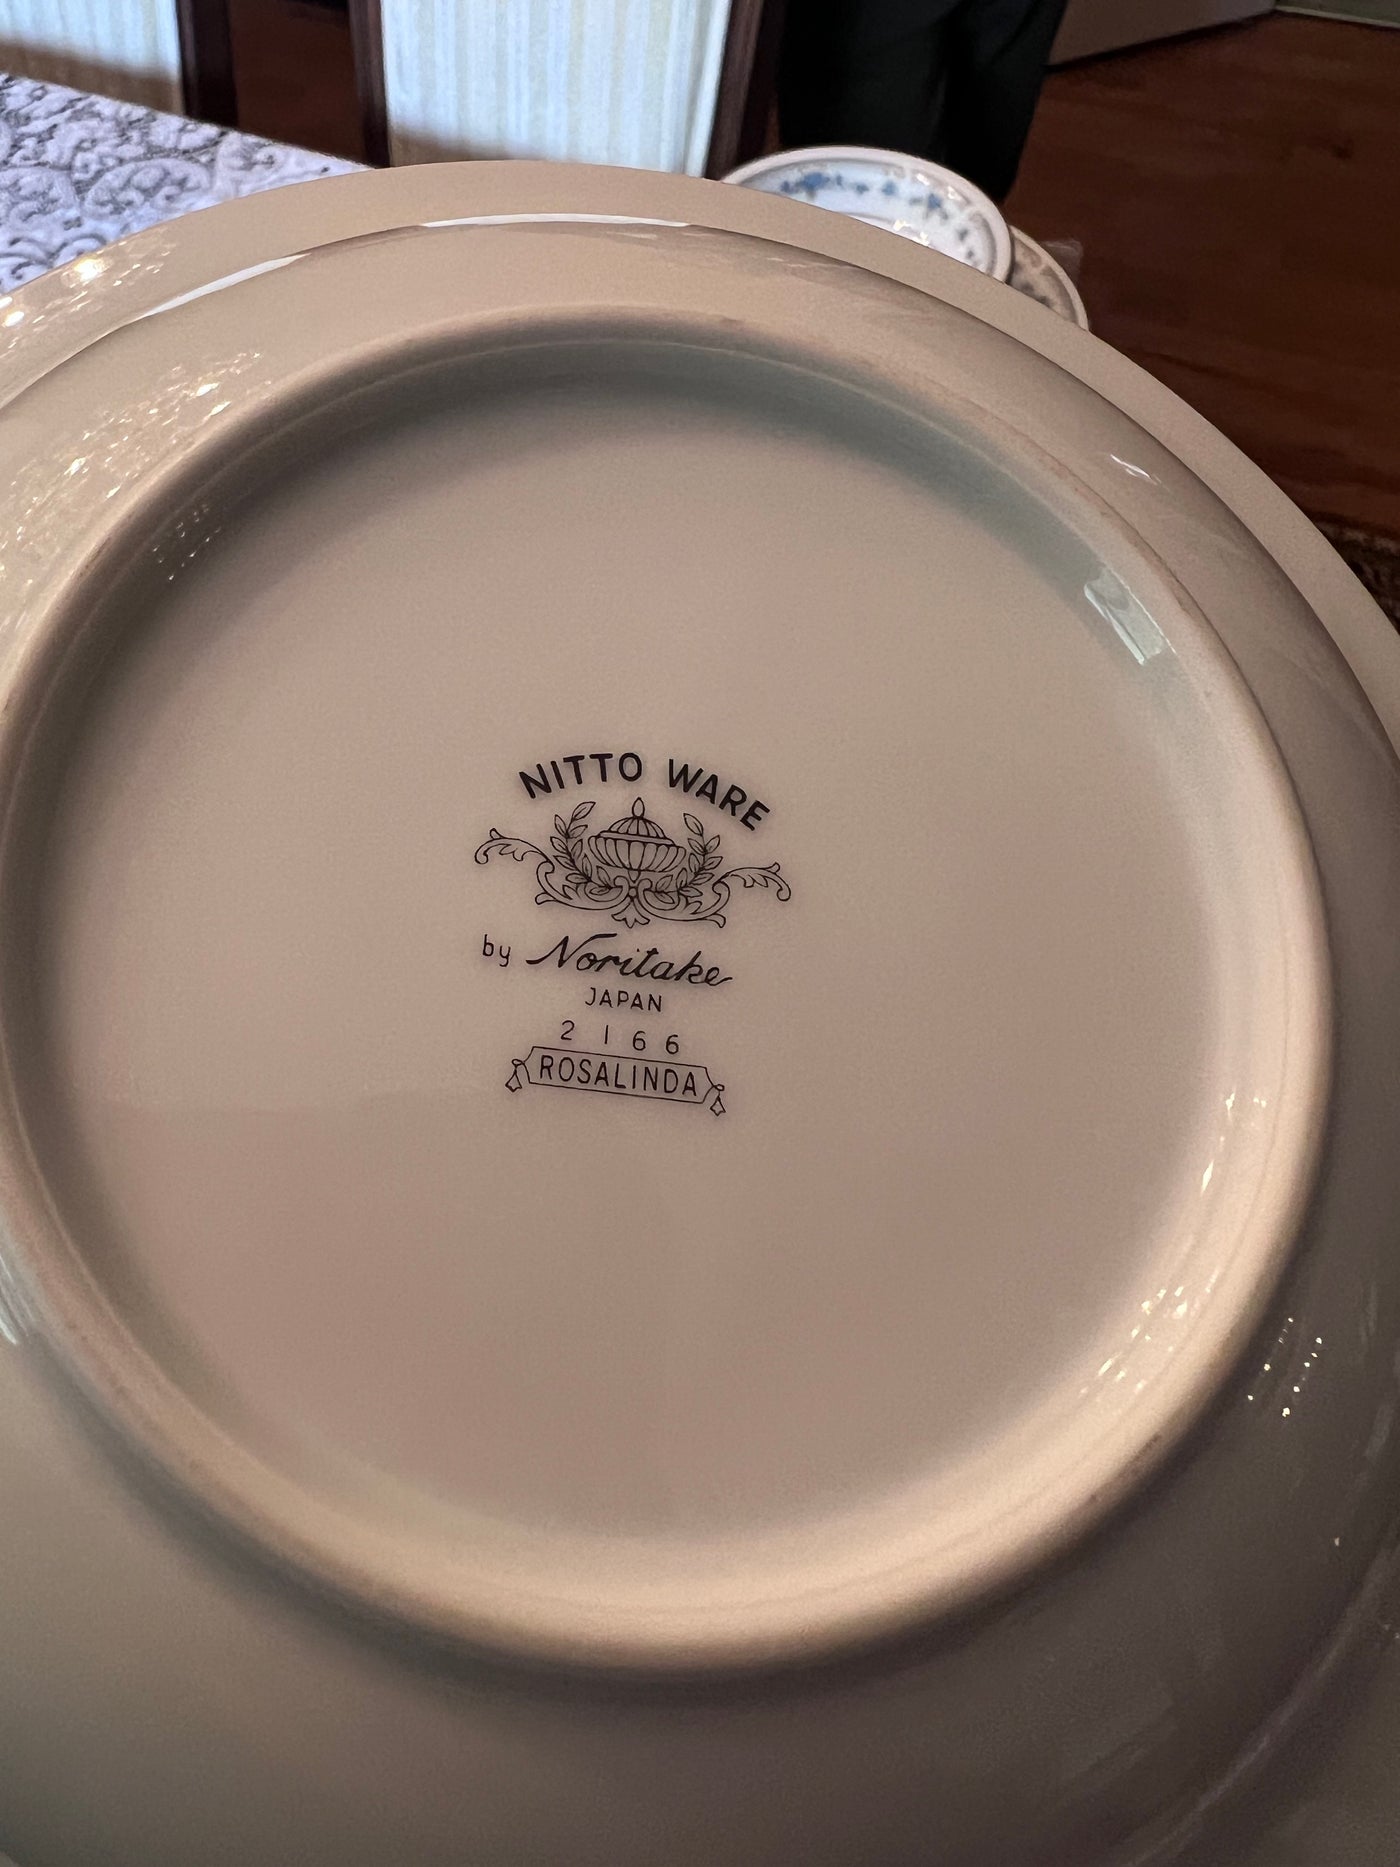 NITTO WARE
by Noritake
JAPAN
2166
ROSALINDA